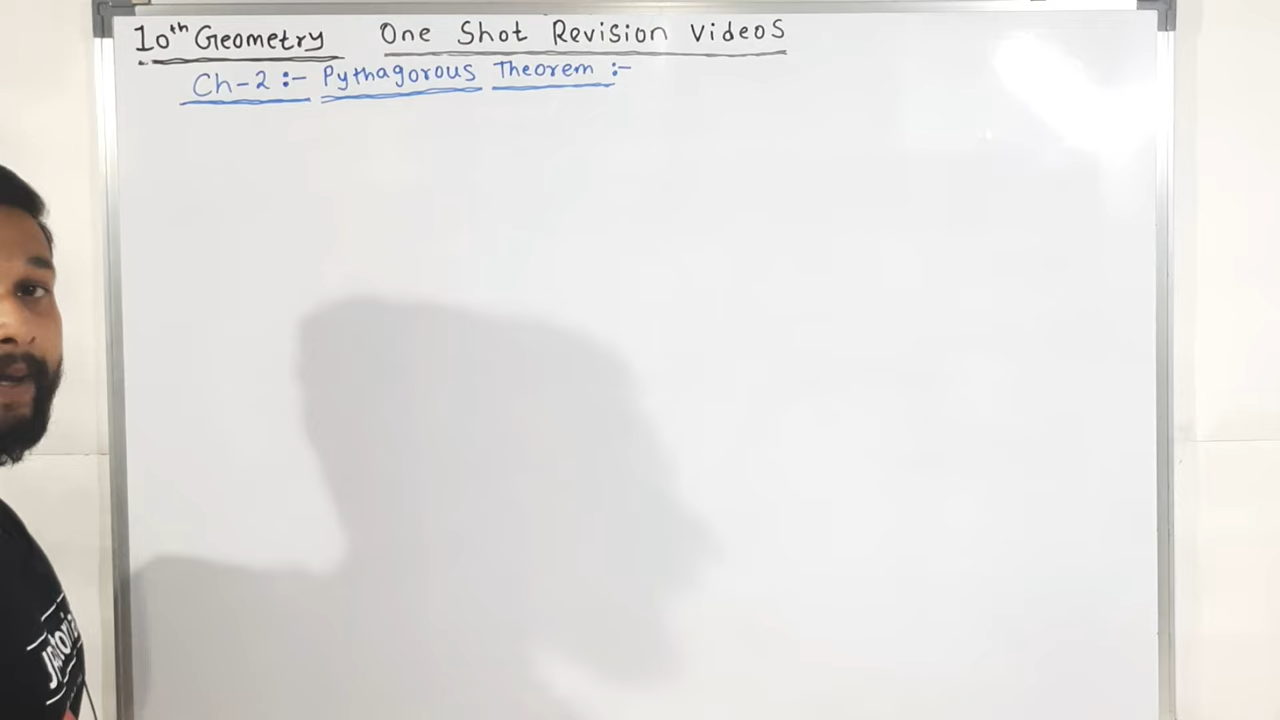 10th Geometry One Shot Revision Videos
Ch-2 :- Pythagorous Theorem :-